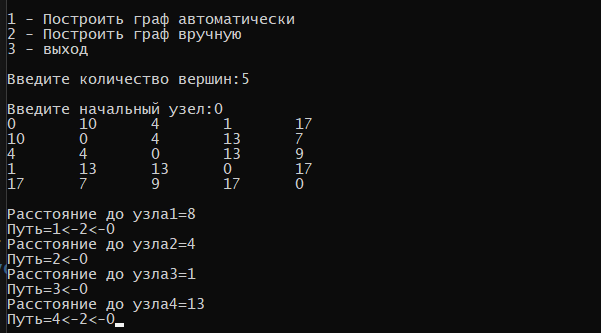 1 - Построить граф автоматически
2 - Построить граф вручную
3 - выход
Введите количество вершин:5
Введите начальный узел:0
0 10 4 1 17
10 0 4 13 7
4 4 0 13 9
1 13 13 0 17
17 7 9 17 0
Расстояние до узла1=8
Путь=1<-2<-0
Расстояние до узла2=4
Путь=2<-0
Расстояние до узла3=1
Путь=3<-0
Расстояние до узла4=13
Путь=4<-2<-0